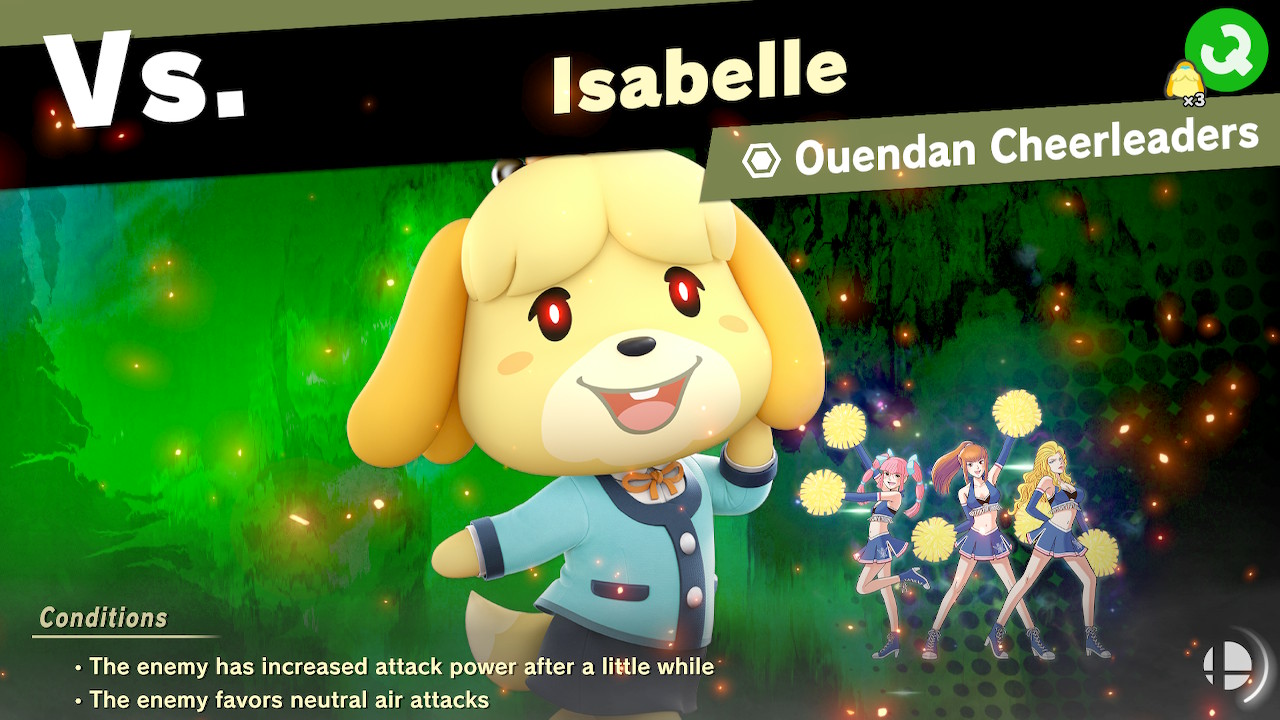 Vs.
Isabelle
×3
Ouendan Cheerleaders
Conditions
• The enemy has increased attack power after a little while
• The enemy favors neutral air attacks